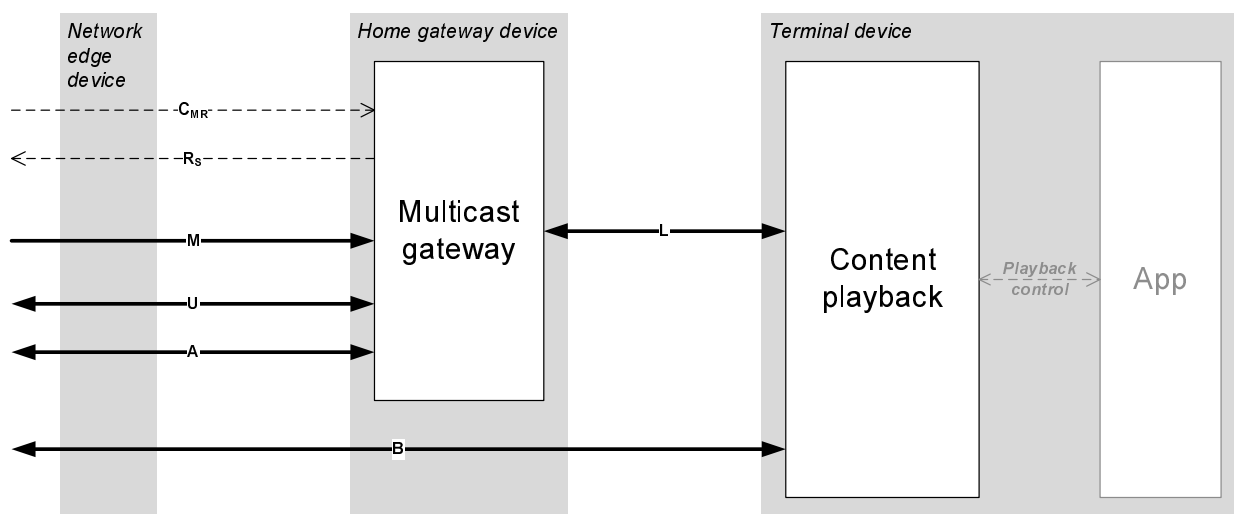 Network
edge
device
Home gateway device
Terminal device
CMR
RS
M
U
A
B
L
Multicast
gateway
Content
playback
Playback
control
App